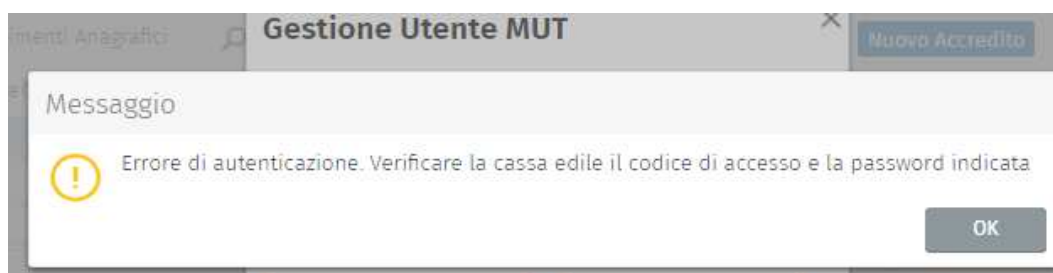 Gestione Utente MUT
Nuovo Accredito
Anagrafici
Messaggio
Errore di autenticazione. Verificare la cassa edile il codice di accesso e la password indicata
OK